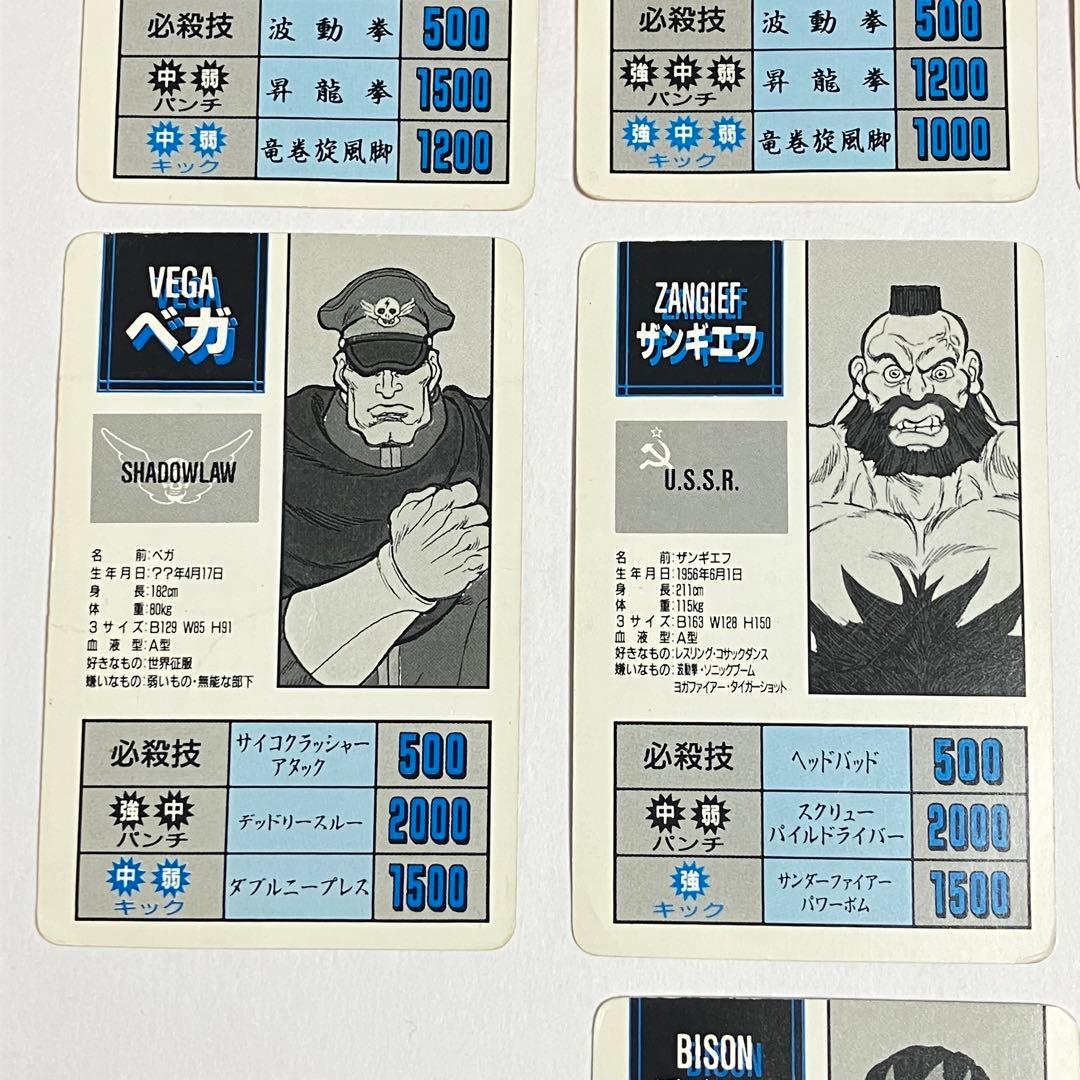 必殺技 波動拳 500
中 弱 パンチ 昇龍拳 1500
中 弱 キック 竜巻旋風脚 1200
必殺技 波動拳 500
強 中 弱 パンチ 昇龍拳 1200
強 中 弱 キック 竜巻旋風脚 1000
VEGA
ベガ
SHADOWLAW
名前:ベガ
生年月日:??年4月17日
身長:182cm
体重:80kg
3サイズ:B129 W85 H91
血液型:A型
好きなもの:世界征服
嫌いなもの:弱いもの・無能な部下
必殺技 サイコクラッシャー
アタック 500
強 中 パンチ デッドリースルー 2000
中 弱 キック ダブルニープレス 1500
ZANGIEF
ザンギエフ
U.S.S.R.
名前:ザンギエフ
生年月日:1956年6月1日
身長:211cm
体重:115kg
3サイズ:B163 W128 H150
血液型:A型
好きなもの:レスリング・コサックダンス
嫌いなもの:波動拳・ソニックブーム
ヨガファイアー・タイガーショット
必殺技 ヘッドバッド 500
中 弱 パンチ スクリュー
パイルドライバー 2000
強 キック サンダーファイアー
パワーボム 1500
BISON